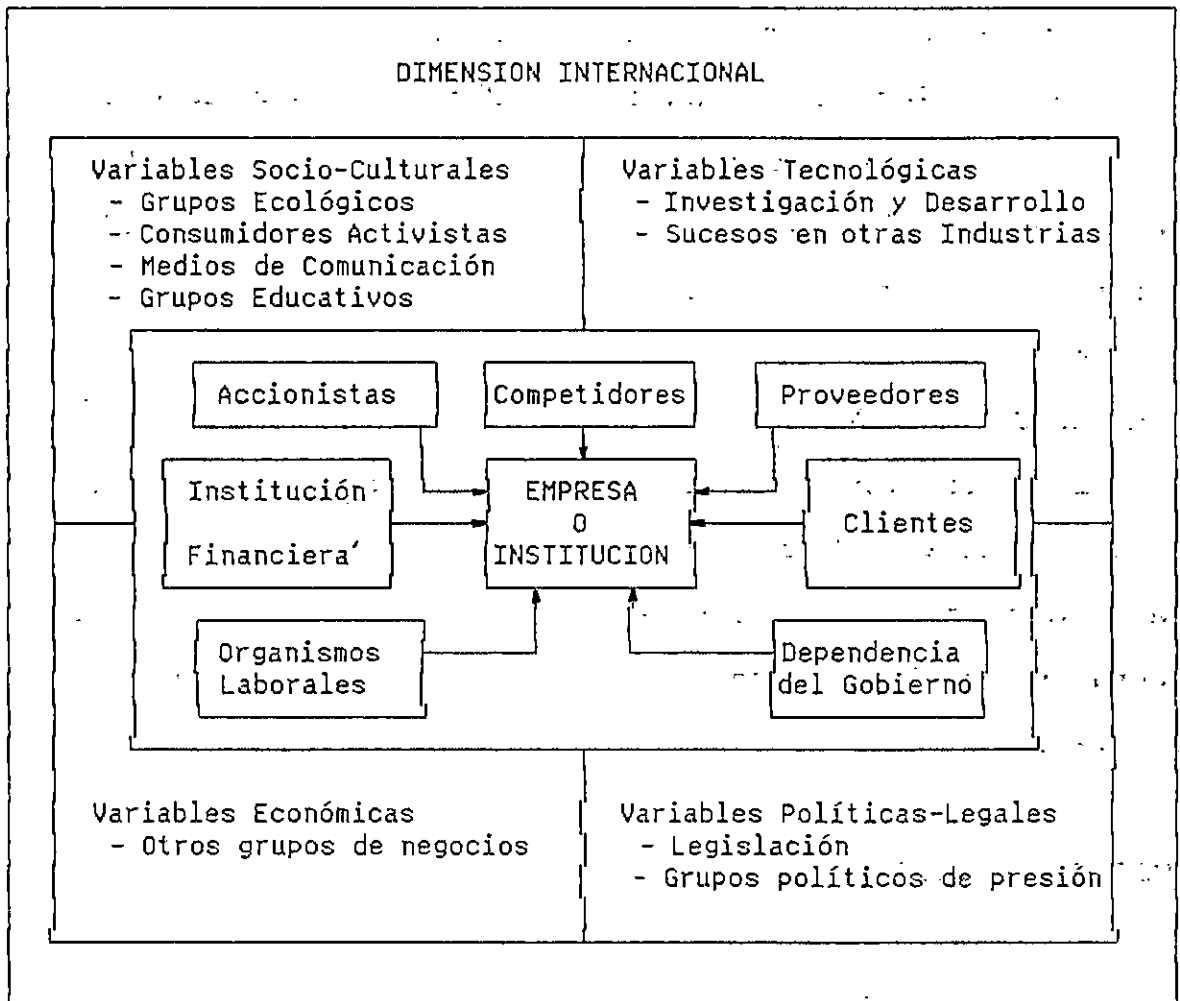 DIMENSION INTERNACIONAL
Variables Socio-Culturales
- Grupos Ecológicos
- Consumidores Activistas
- Medios de Comunicación
- Grupos Educativos
Variables Tecnológicas
- Investigación y Desarrollo
- Sucesos en otras Industrias
Accionistas
Competidores
Proveedores
Institución
Financiera
EMPRESA
O
INSTITUCION
Clientes
Organismos
Laborales
Dependencia
del Gobierno
Variables Económicas
- Otros grupos de negocios
Variables Políticas-Legales
- Legislación
- Grupos políticos de presión